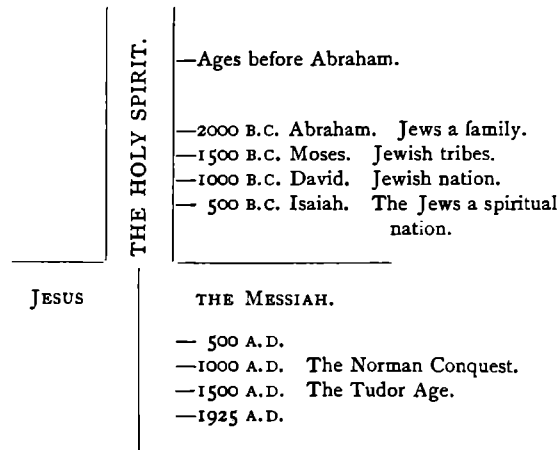 THE HOLY SPIRIT.
—Ages before Abraham.
—2000 B.C. Abraham. Jews a family.
—1500 B.C. Moses. Jewish tribes.
—1000 B.C. David. Jewish nation.
— 500 B.C. Isaiah. The Jews a spiritual
nation.
JESUS THE MESSIAH.
— 500 A.D.
—1000 A.D. The Norman Conquest.
—1500 A.D. The Tudor Age.
—1925 A.D.